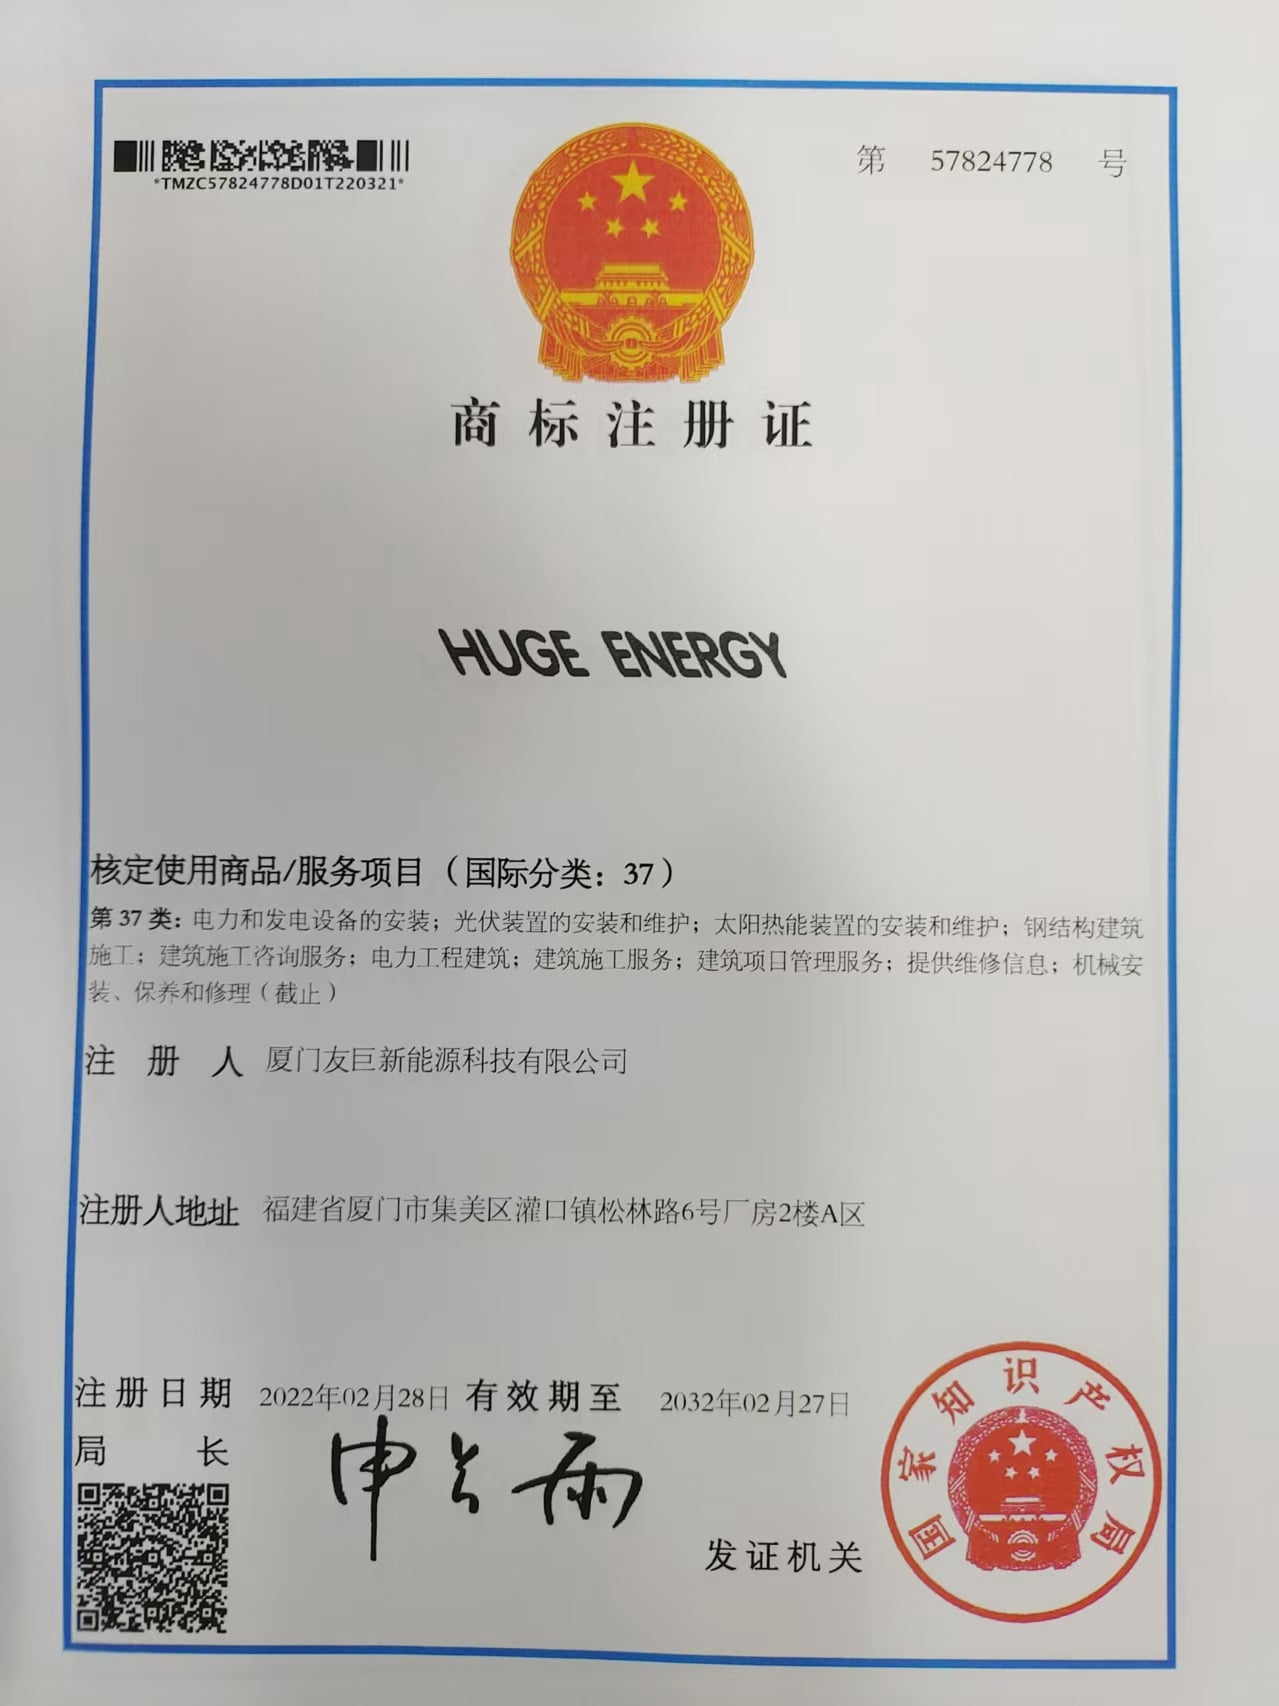 *TMZC57824778D01T220321*
第 57824778 号
商标注册证
HUGE ENERGY
核定使用商品/服务项目（国际分类：37）
第 37 类：电力和发电设备的安装；光伏装置的安装和维护；太阳热能装置的安装和维护；钢结构建筑
施工；建筑施工咨询服务；电力工程建筑；建筑施工服务；建筑项目管理服务；提供维修信息；机械安
装、保养和修理（截止）
注册人 厦门友巨新能源科技有限公司
注册人地址 福建省厦门市集美区灌口镇松林路6号厂房2楼A区
注册日期 2022年02月28日 有效期至 2032年02月27日
局长 申长雨
发证机关
国家知识产权局